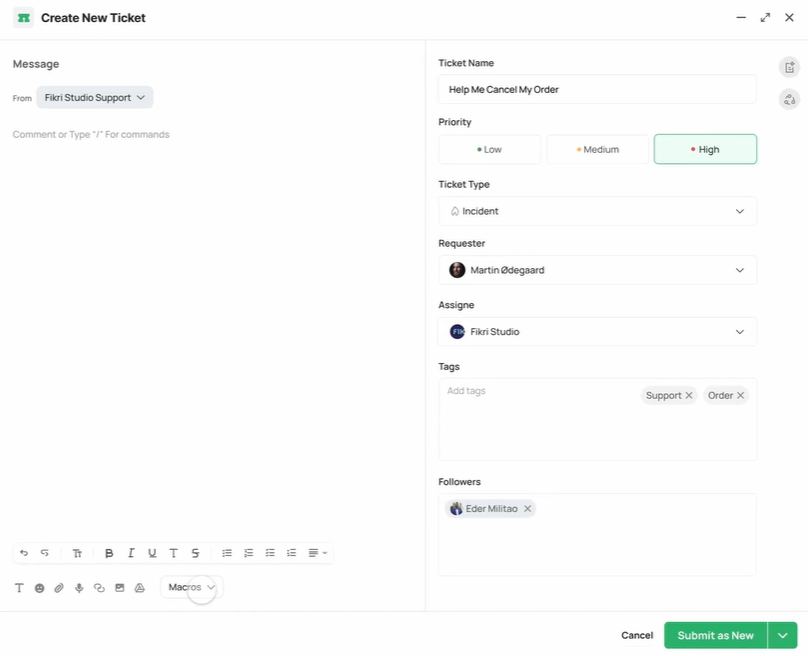 Create New Ticket
Message
From Fikri Studio Support
Comment or Type "/" For commands
Macros
Ticket Name
Help Me Cancel My Order
Priority
Low Medium High
Ticket Type
Incident
Requester
Martin Ødegaard
Assigne
Fikri Studio
Tags
Add tags Support Order
Followers
Eder Militao
Cancel Submit as New